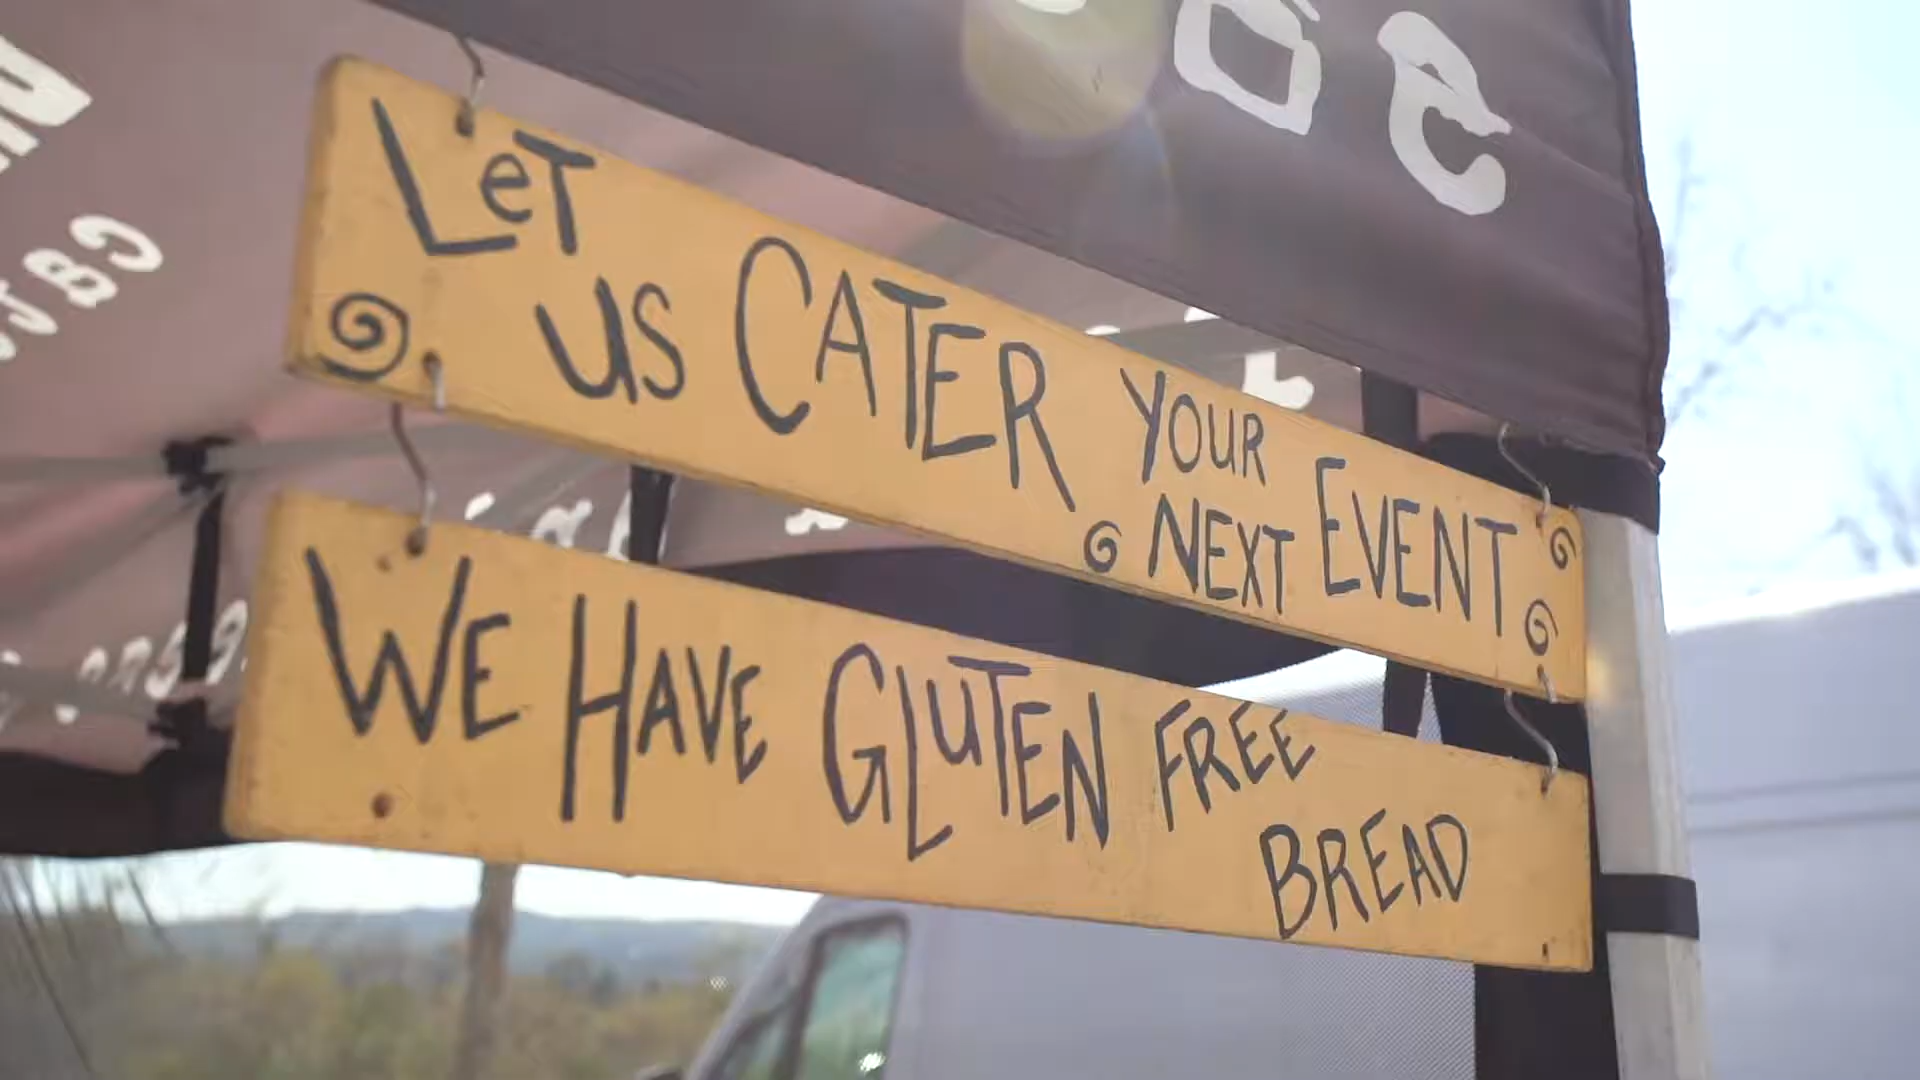 LeT
US CATER YOUR
NEXT EVENT
WE HAVE GLUTEN FREE
BREAD